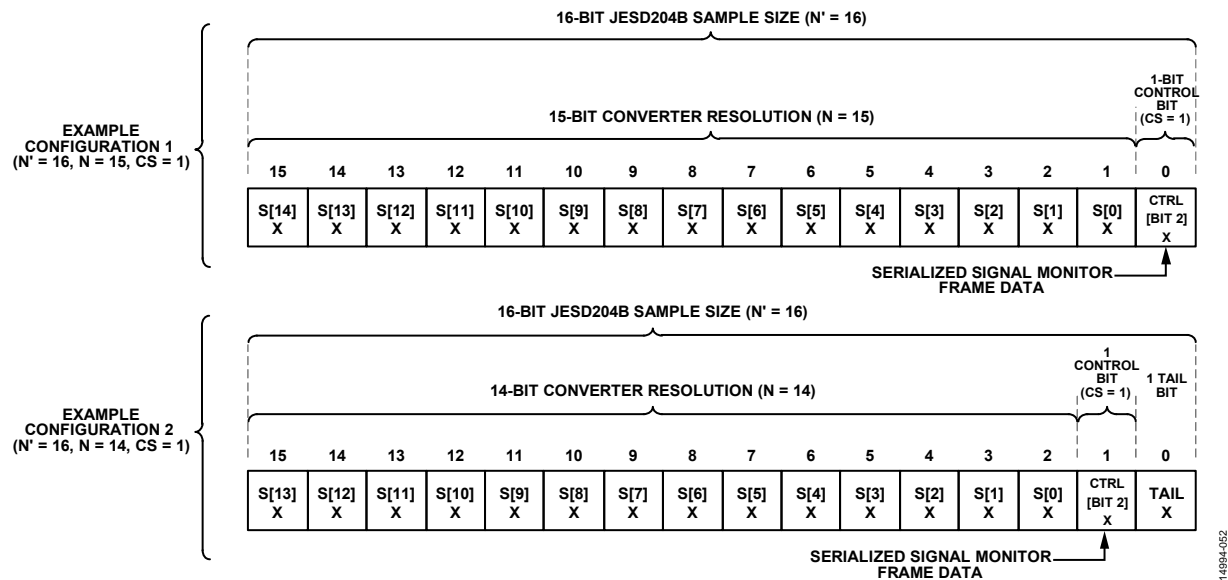 16-BIT JESD204B SAMPLE SIZE (N' = 16)
1-BIT
CONTROL
BIT
(CS = 1)
15-BIT CONVERTER RESOLUTION (N = 15)
EXAMPLE
CONFIGURATION 1
(N' = 16, N = 15, CS = 1)
15 14 13 12 11 10 9 8 7 6 5 4 3 2 1 0
S[14] S[13] S[12] S[11] S[10] S[9] S[8] S[7] S[6] S[5] S[4] S[3] S[2] S[1] S[0] CTRL
[BIT 2]
X X X X X X X X X X X X X X X X
SERIALIZED SIGNAL MONITOR
FRAME DATA
16-BIT JESD204B SAMPLE SIZE (N' = 16)
1
CONTROL
BIT
(CS = 1)
1 TAIL
BIT
14-BIT CONVERTER RESOLUTION (N = 14)
EXAMPLE
CONFIGURATION 2
(N' = 16, N = 14, CS = 1)
15 14 13 12 11 10 9 8 7 6 5 4 3 2 1 0
S[13] S[12] S[11] S[10] S[9] S[8] S[7] S[6] S[5] S[4] S[3] S[2] S[1] S[0] CTRL TAIL
[BIT 2]
X X X X X X X X X X X X X X X X
SERIALIZED SIGNAL MONITOR
FRAME DATA
14994-052